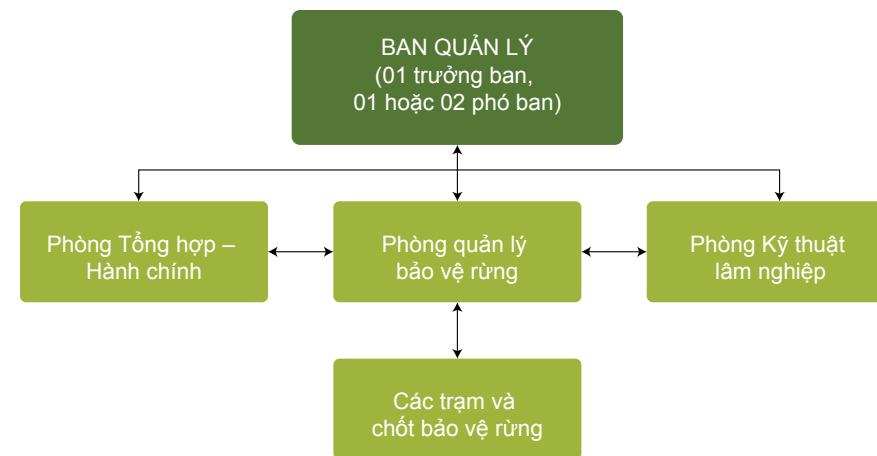 BAN QUẢN LÝ
(01 trưởng ban,
01 hoặc 02 phó ban)
Phòng Tổng hợp –
Hành chính
Phòng quản lý
bảo vệ rừng
Phòng Kỹ thuật
lâm nghiệp
Các trạm và
chốt bảo vệ rừng